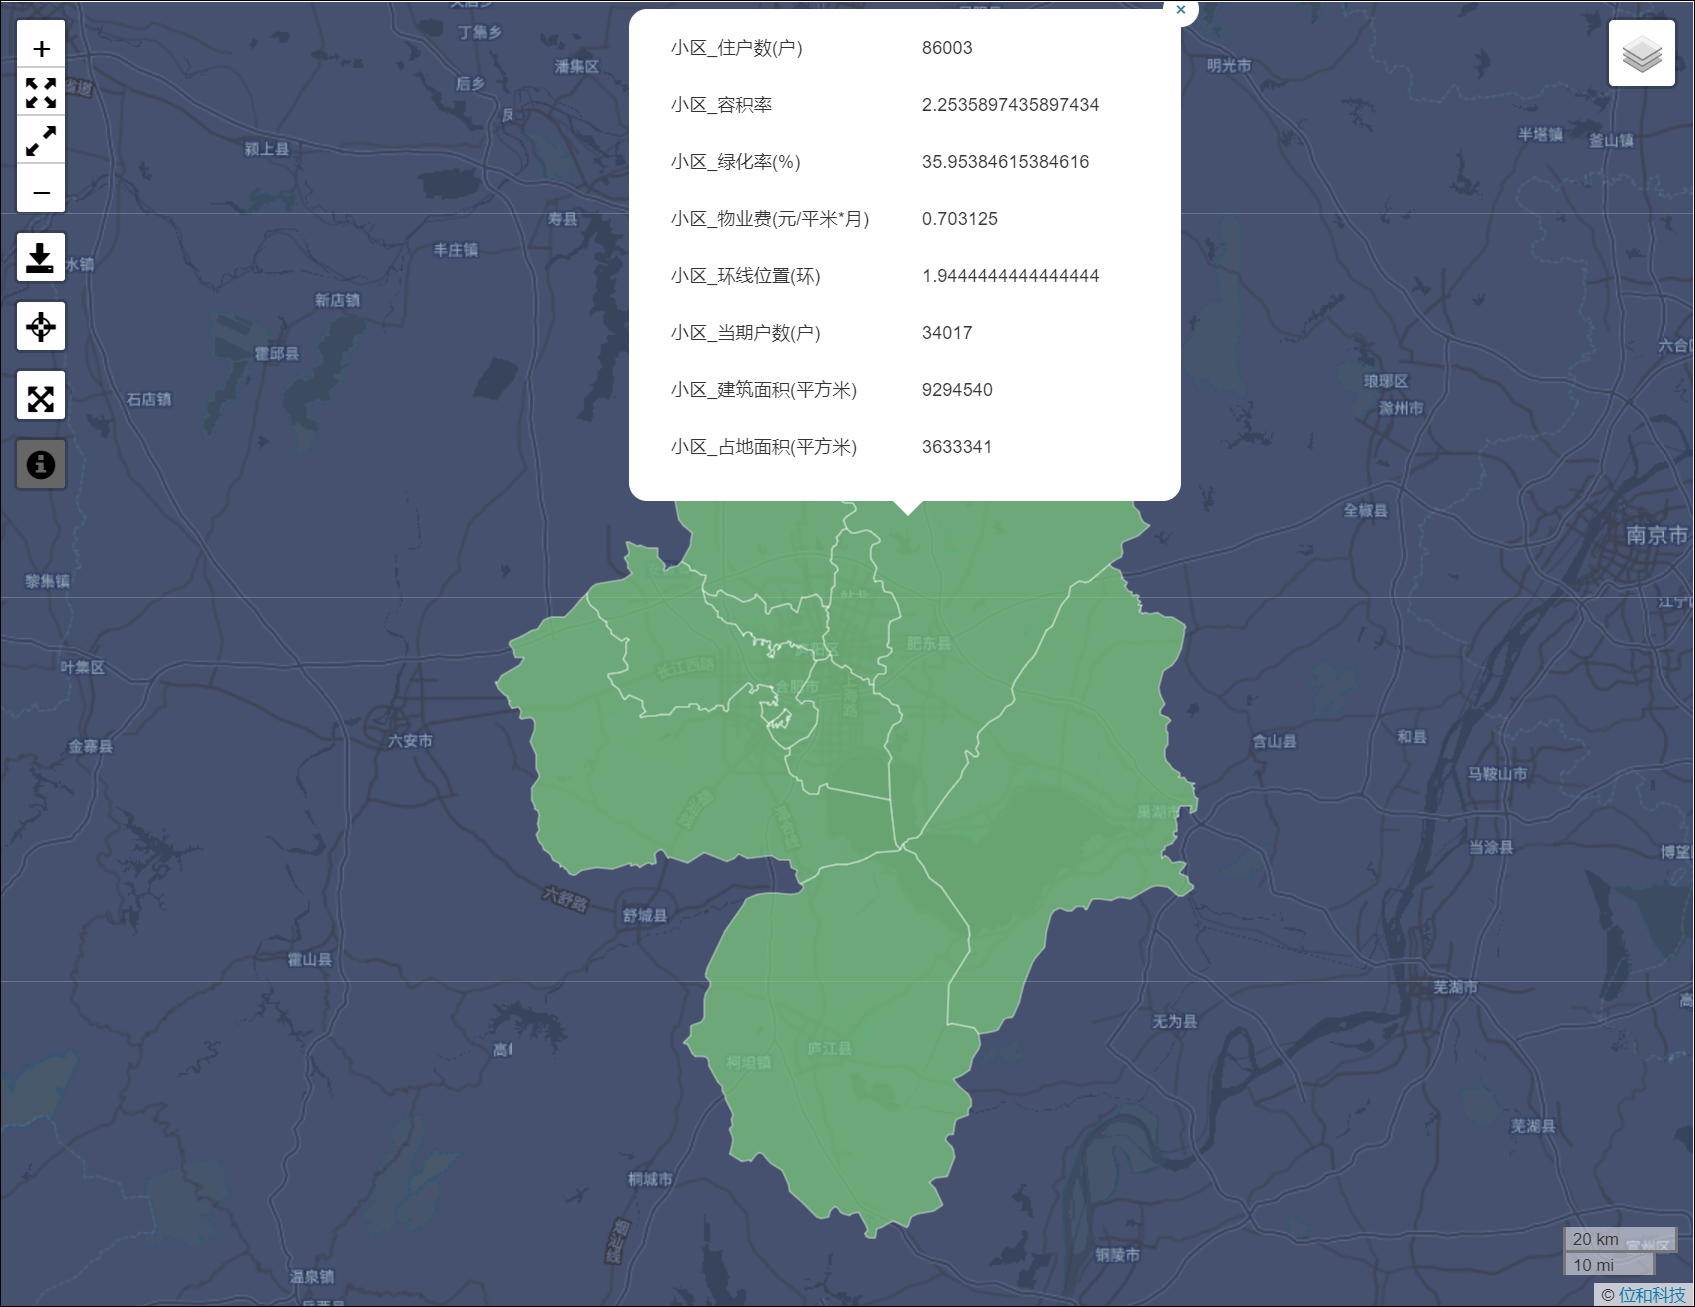 小区_住户数(户) 86003
小区_容积率 2.2535897435897434
小区_绿化率(%) 35.95384615384616
小区_物业费(元/平米*月) 0.703125
小区_环线位置(环) 1.9444444444444444
小区_当期户数(户) 34017
小区_建筑面积(平方米) 9294540
小区_占地面积(平方米) 3633341
丁集乡
潘集区
后乡
明光市
省道
颍上县
半塔镇
釜山镇
寿县
丰庄镇
水镇
新店镇
霍邱县
六合
石店镇
琅琊区
滁州市
全椒县
南京市
黎集镇
江宁
肥东县
叶集区
长江西路
合肥市
上海路
六安市
金寨县
含山县
和县
马鞍山市
巢湖市
当涂县
博望
六舒路
舒城县
霍山县
芜湖市
高
无为县
高
庐江县
柯坦镇
芜湖县
桐城市
铜陵市
温泉镇
20 km
10 mi
© 位和科技